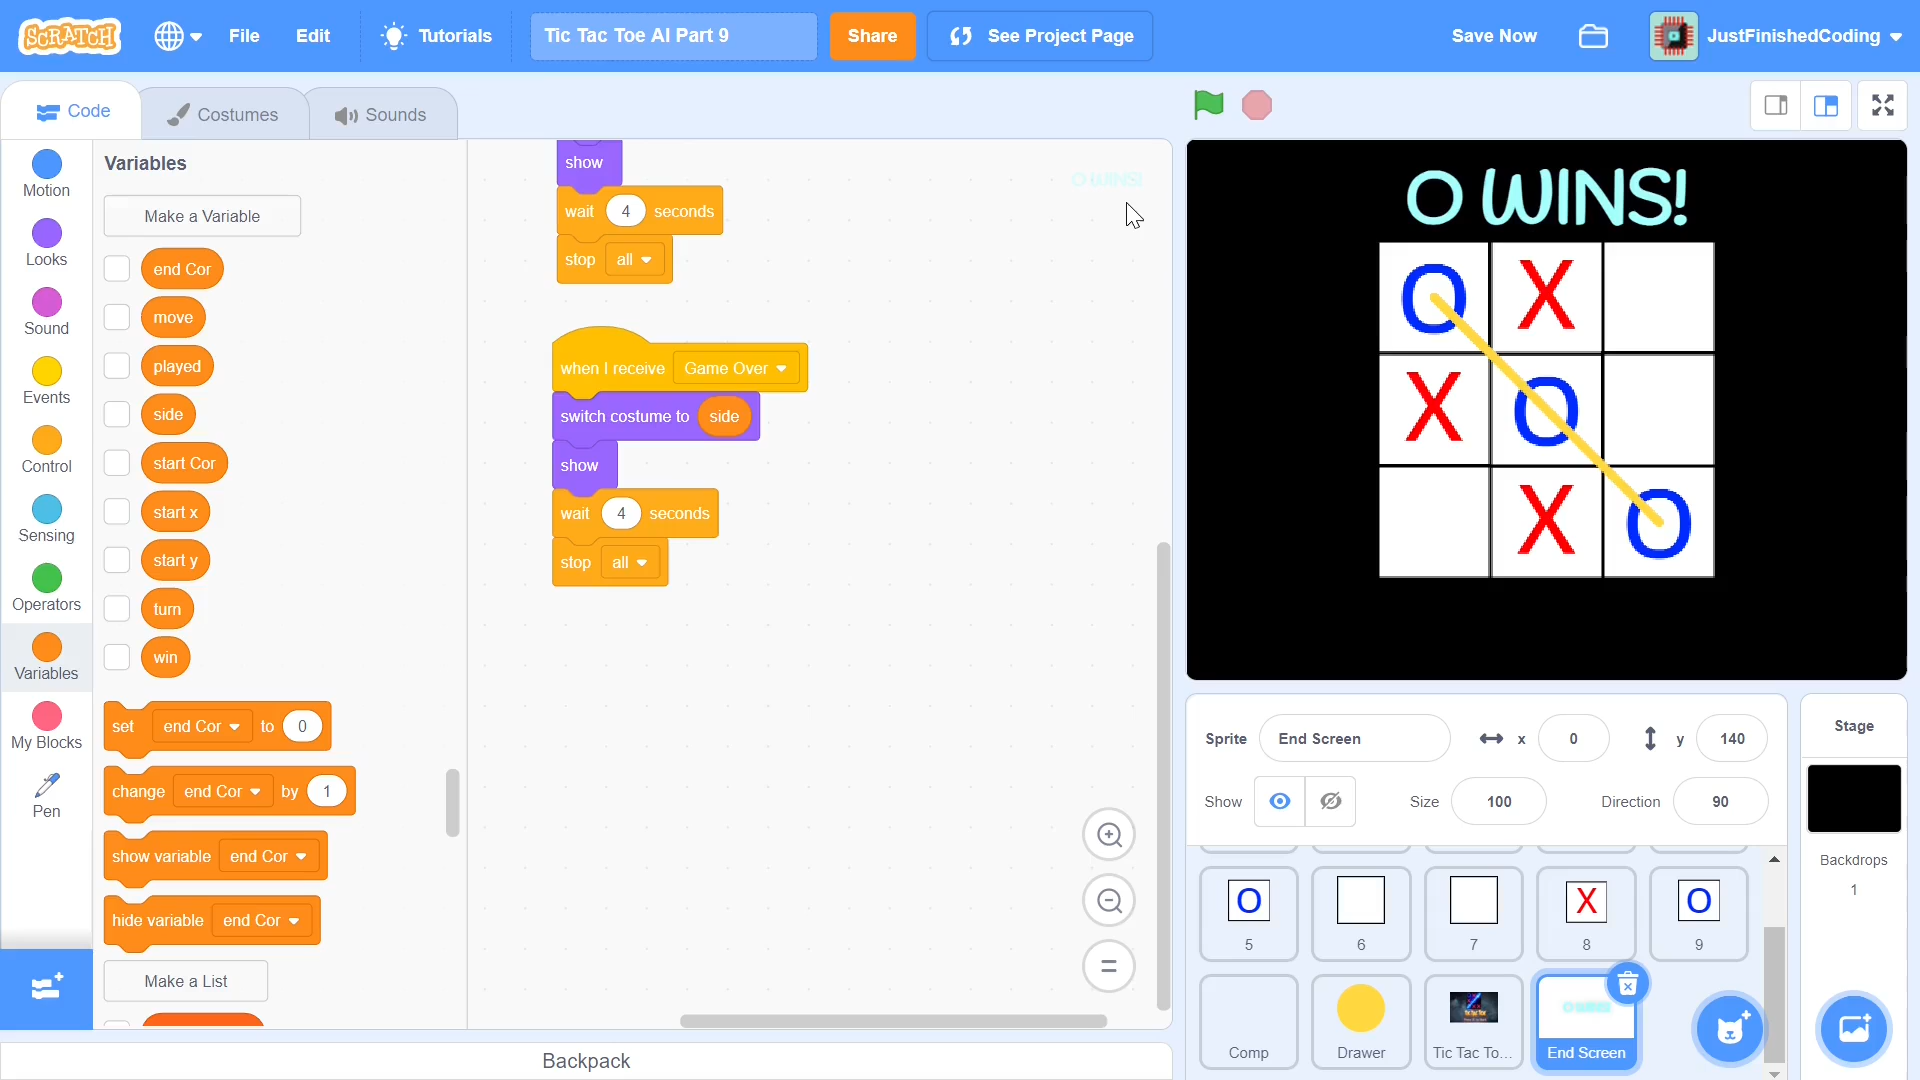 SCRATCH
File
Edit
Tutorials
Tic Tac Toe AI Part 9
Share
See Project Page
Save Now
JustFinishedCoding
Code
Costumes
Sounds
Motion
Looks
Sound
Events
Control
Sensing
Operators
Variables
My Blocks
Pen
Variables
Make a Variable
end Cor
move
played
side
start Cor
start x
start y
turn
win
set end Cor to 0
change end Cor by 1
show variable end Cor
hide variable end Cor
Make a List
show
wait 4 seconds
stop all
when I receive Game Over
switch costume to side
show
wait 4 seconds
stop all
O WINS!
Backpack
O WINS!
O X
X O
X O
Sprite End Screen x 0 y 140
Show Size 100 Direction 90
O
X
O
5 6 7 8 9
TIC TAC TOE
O WINS!
Comp Drawer Tic Tac To... End Screen
Stage
Backdrops
1